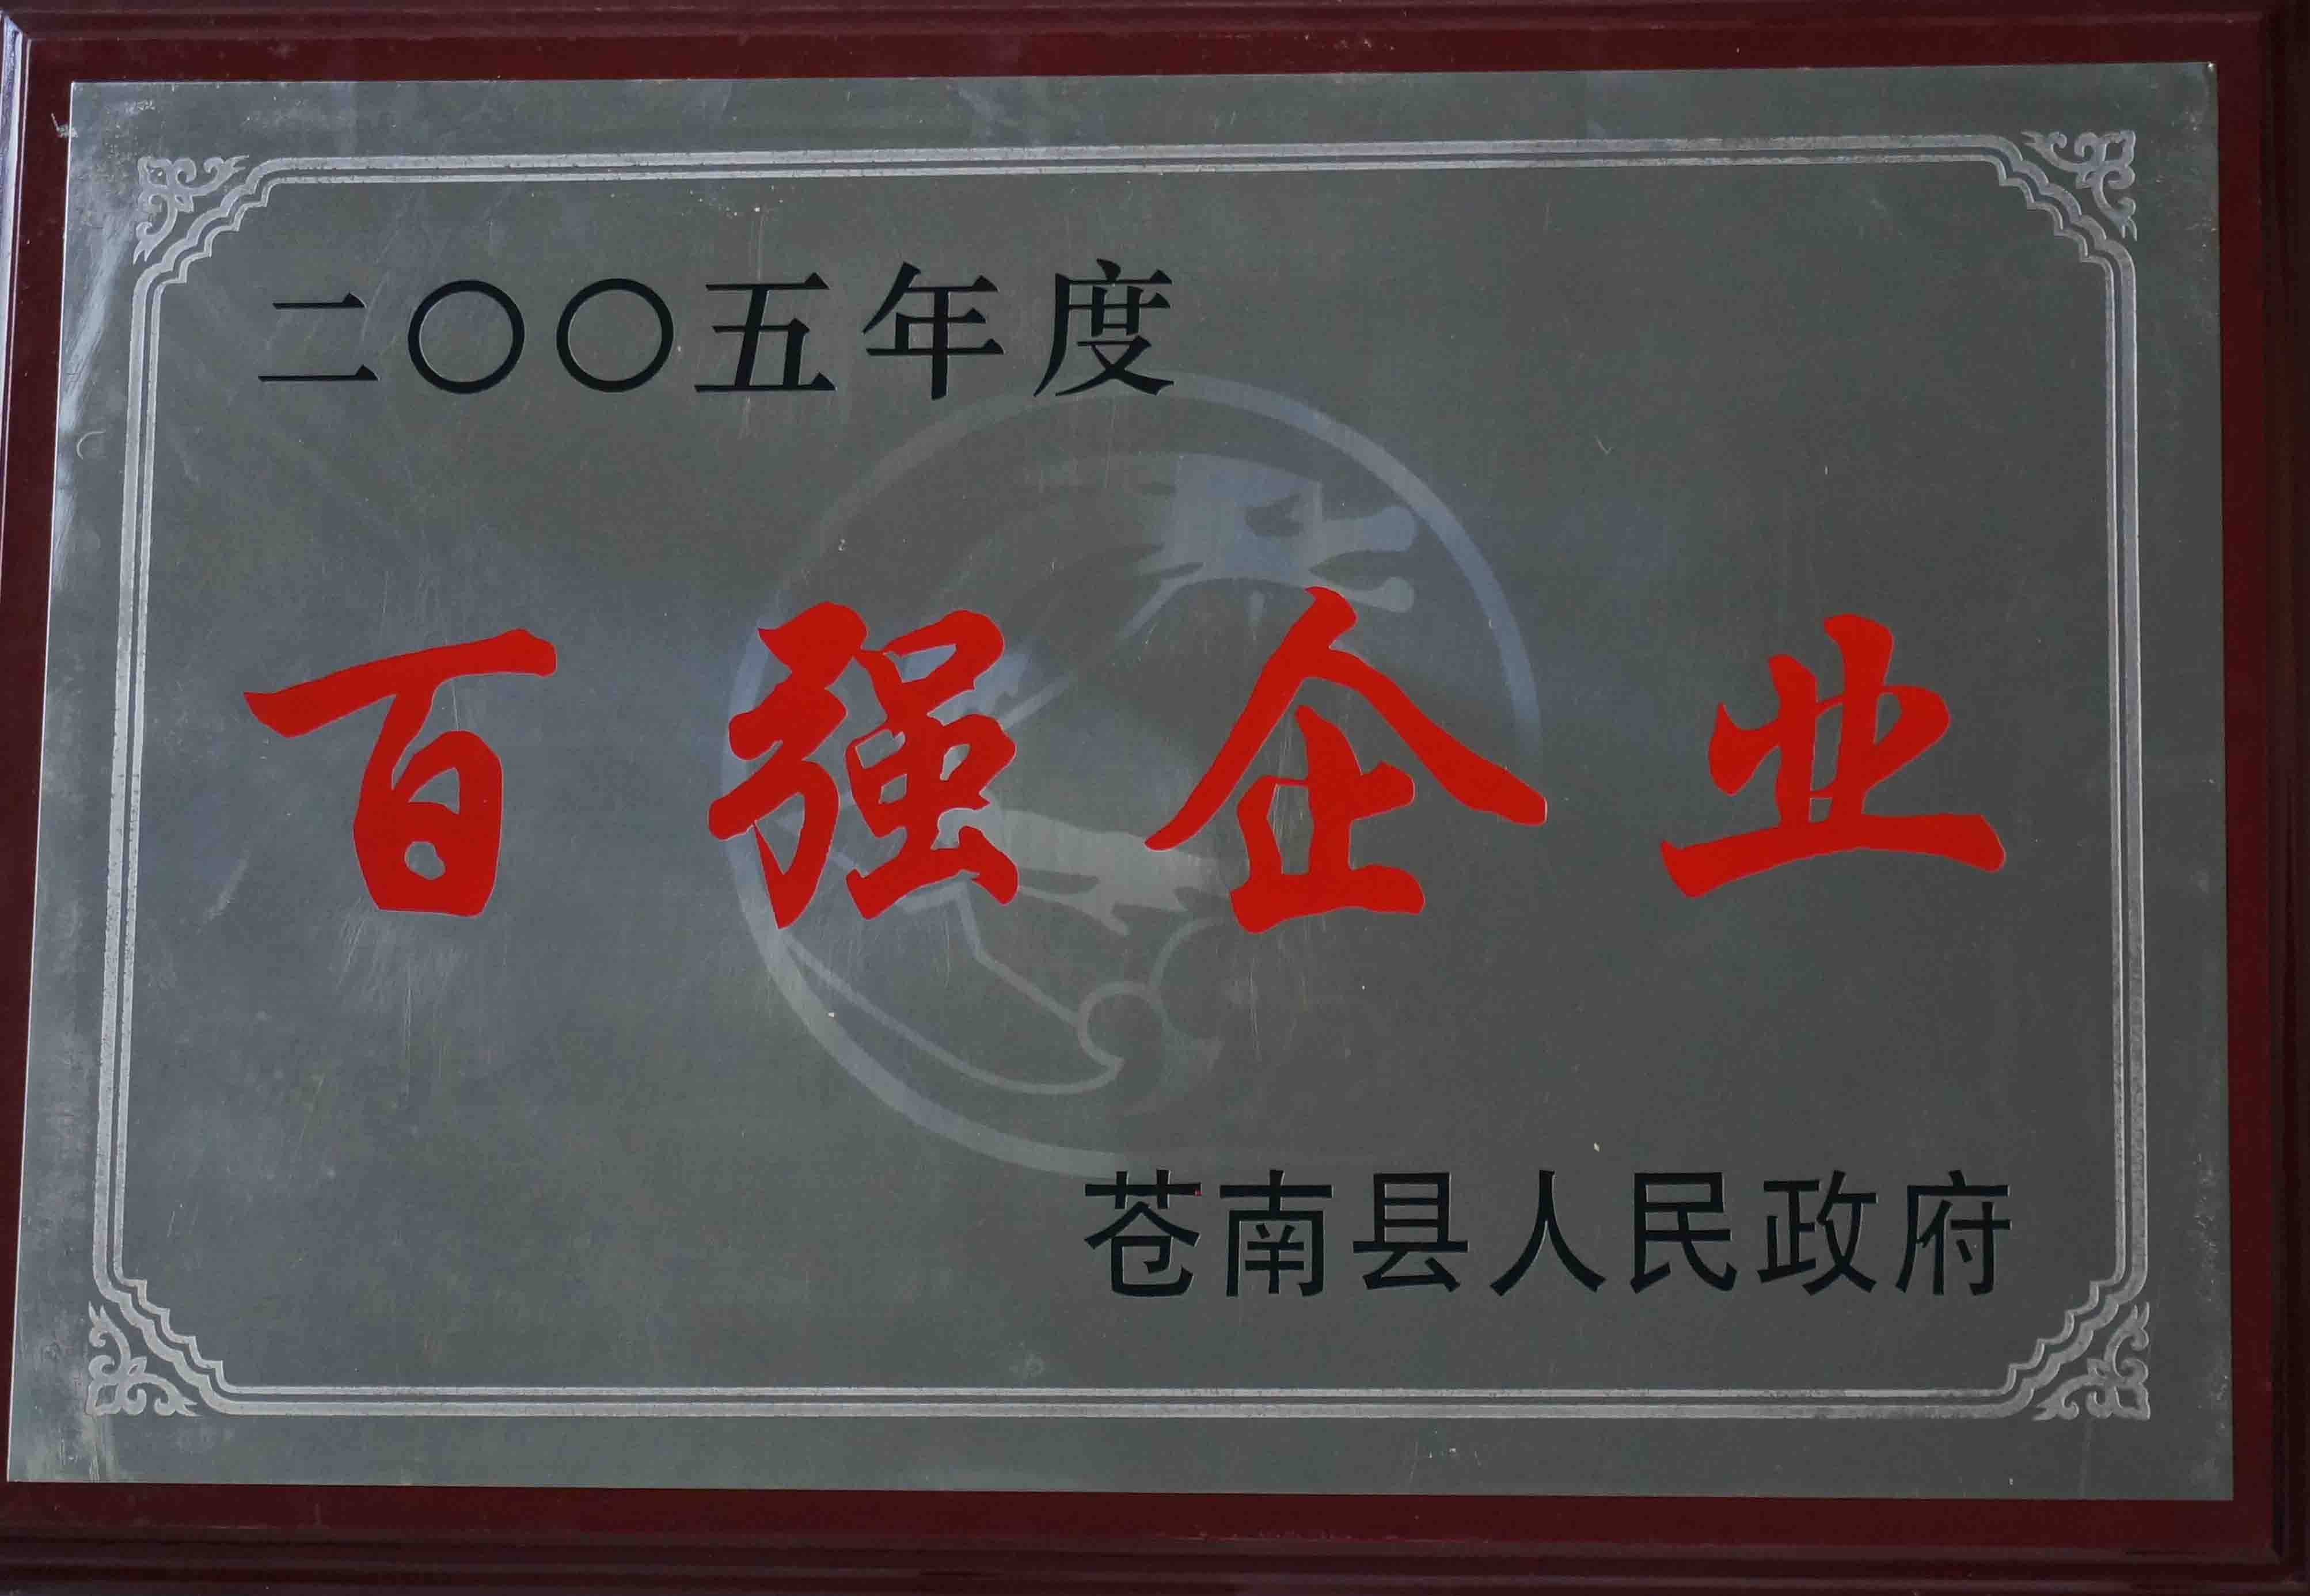 二〇〇五年度
百强企业
苍南县人民政府